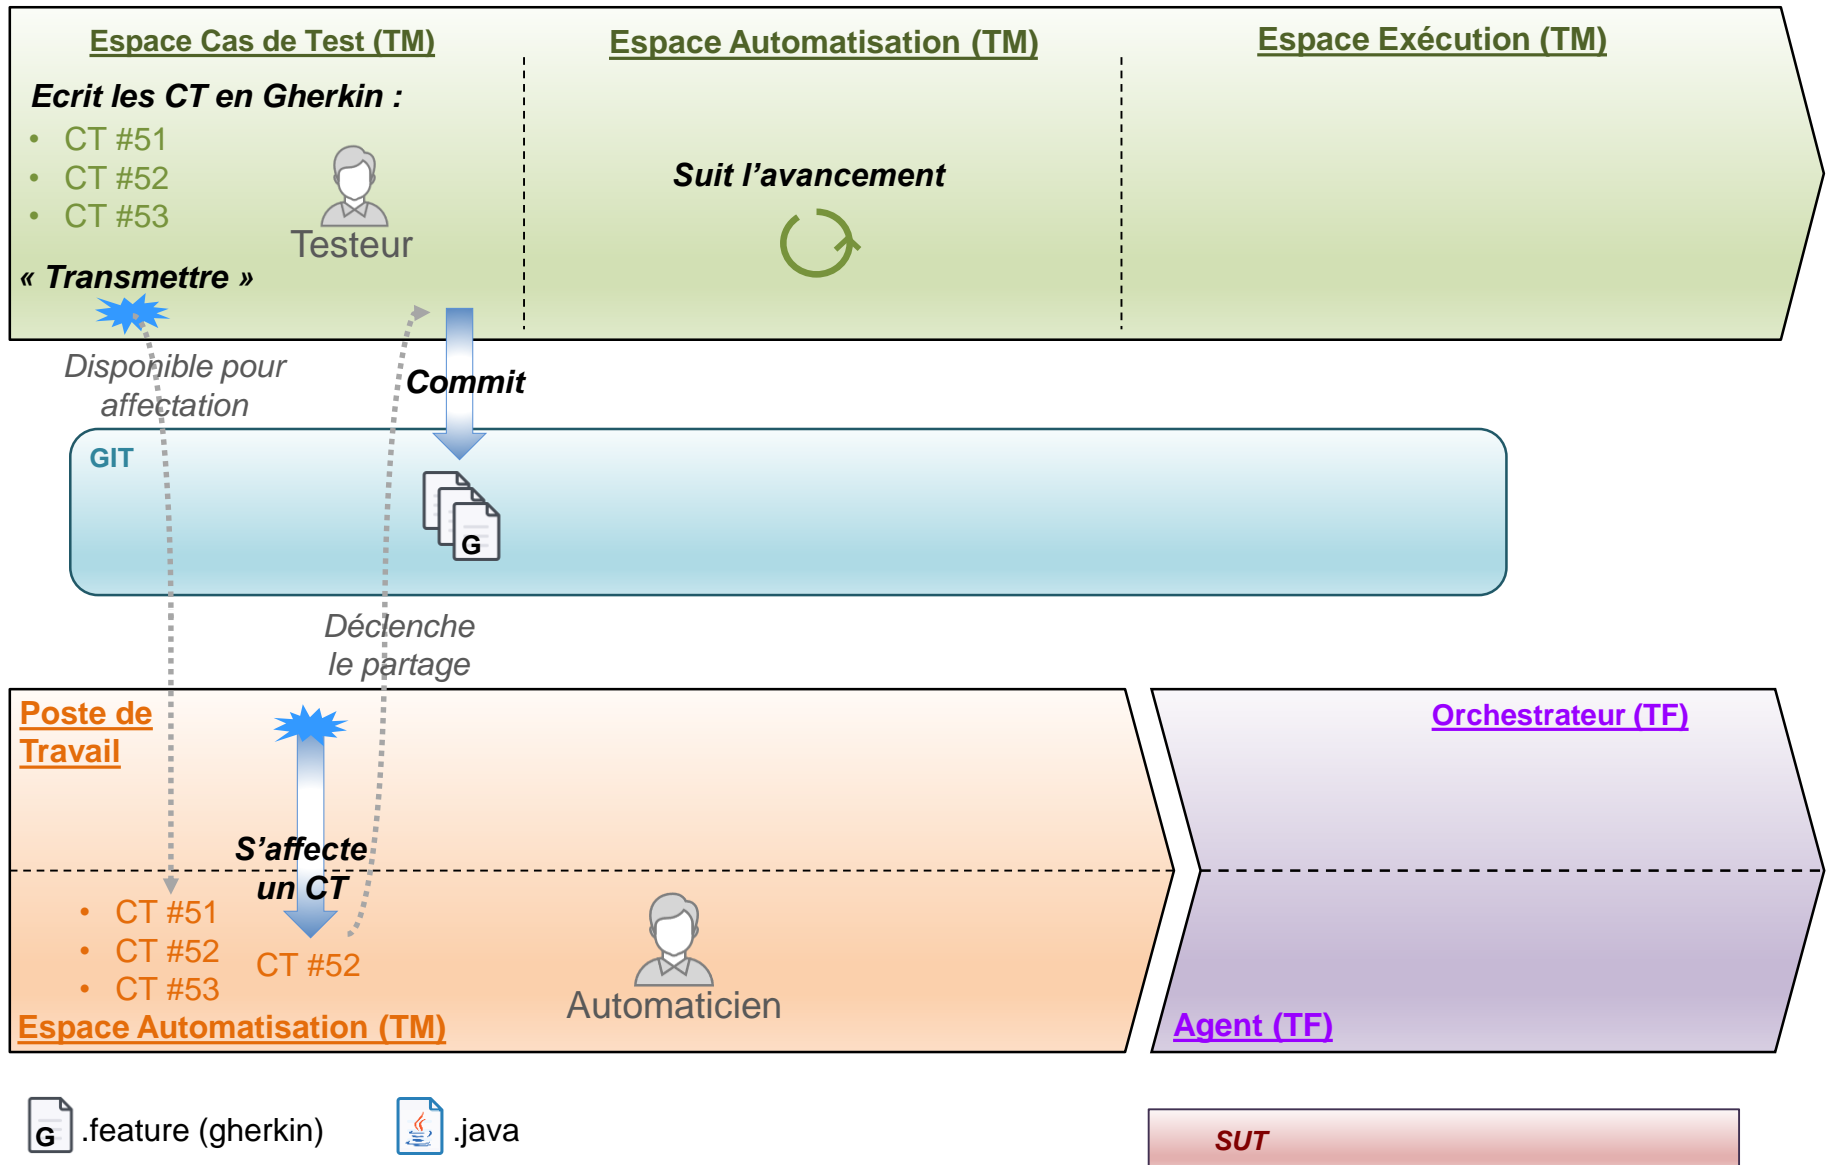 Espace Cas de Test (TM)
Espace Automatisation (TM)
Espace Exécution (TM)
Ecrit les CT en Gherkin :
• CT #51
• CT #52
• CT #53
Testeur
Suit l’avancement
« Transmettre »
Disponible pour
affectation
Commit
GIT
G
Déclenche
le partage
Poste de
Travail
Orchestrateur (TF)
S’affecte
un CT
• CT #51
• CT #52
• CT #53
CT #52
Automaticien
Espace Automatisation (TM)
Agent (TF)
G .feature (gherkin)
.java
SUT